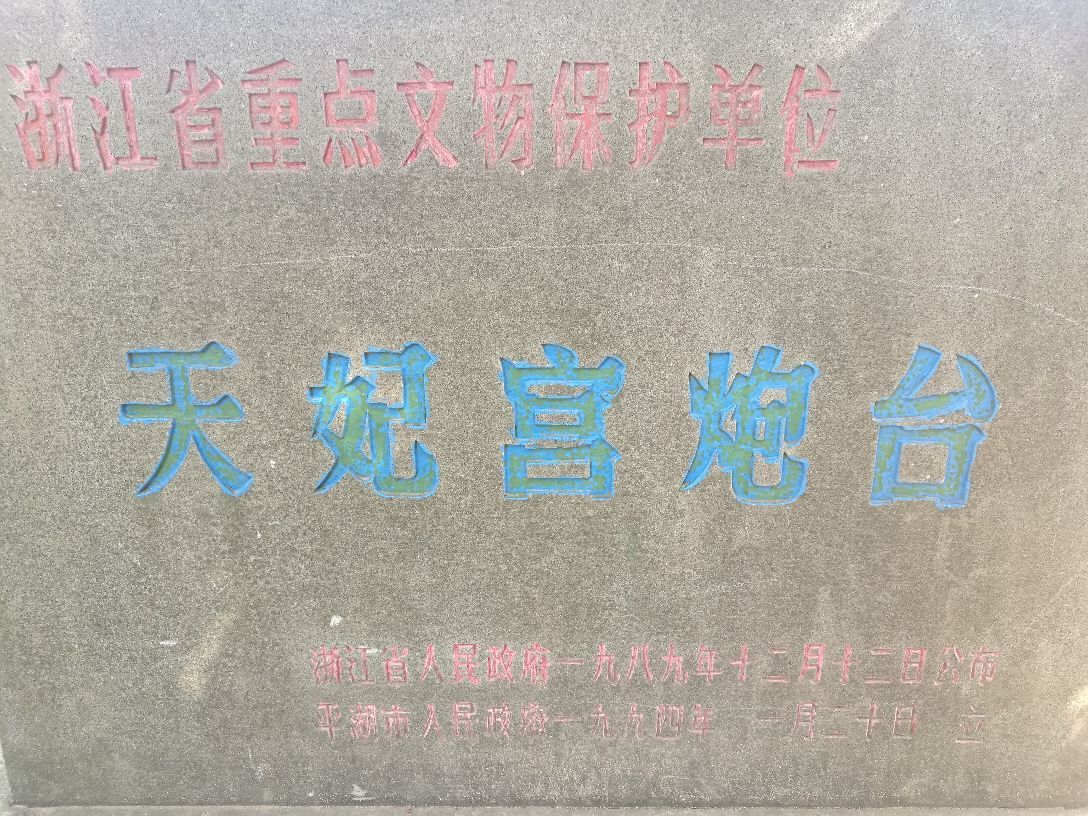 浙江省重点文物保护单位
天妃宫炮台
浙江省人民政府一九八九年十二月十二日公布
平湖市人民政府一九九四年 一月二十日 立